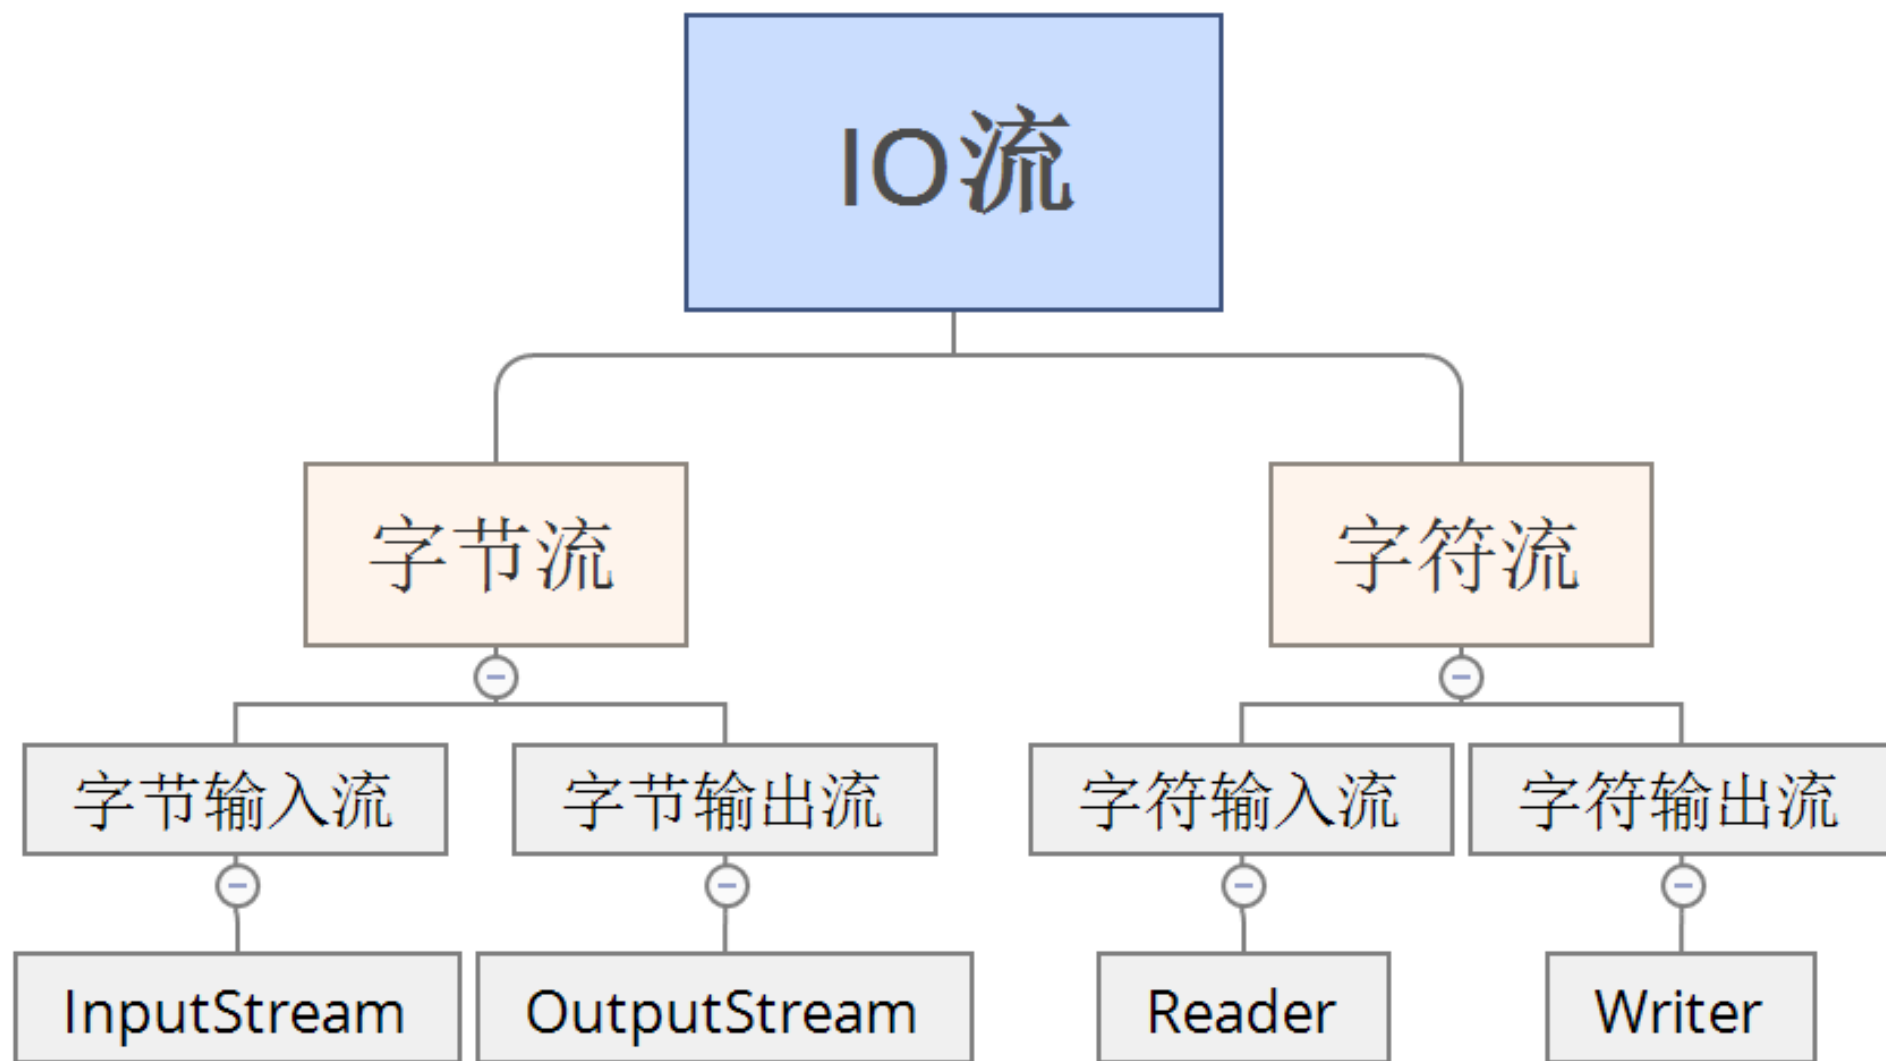 IO流
字节流
字符流
字节输入流
字节输出流
字符输入流
字符输出流
InputStream
OutputStream
Reader
Writer